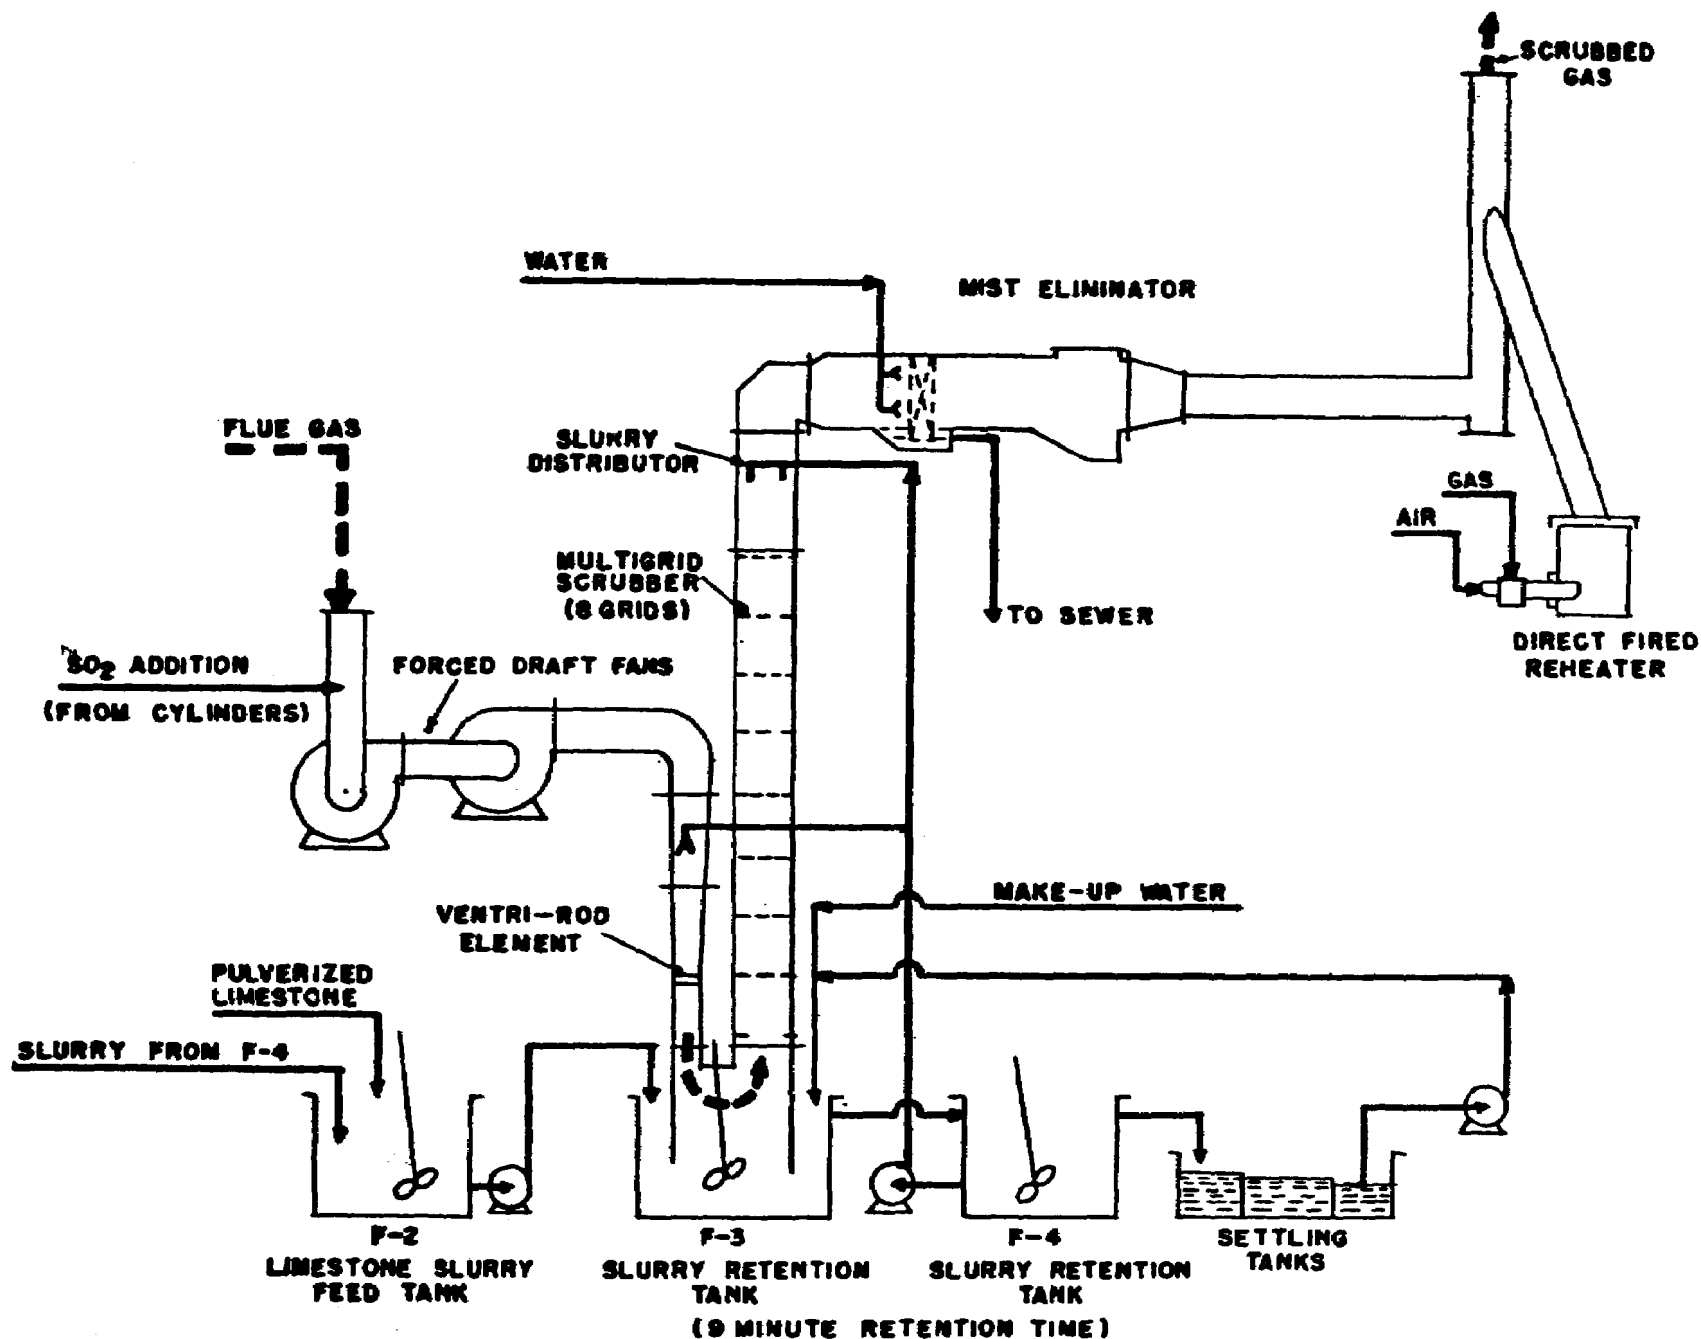 SCRUBBED
GAS
WATER
MIST ELIMINATOR
FLUE GAS
SLURRY
DISTRIBUTOR
GAS
AIR
MULTIGRID
SCRUBBER
(8 GRIDS)
TO SEWER
DIRECT FIRED
REHEATER
SO2 ADDITION
(FROM CYLINDERS)
FORCED DRAFT FANS
MAKE-UP WATER
VENTRI-ROD
ELEMENT
PULVERIZED
LIMESTONE
SLURRY FROM F-4
F-2
LIMESTONE SLURRY
FEED TANK
F-3
SLURRY RETENTION
TANK
F-4
SLURRY RETENTION
TANK
(9 MINUTE RETENTION TIME)
SETTLING
TANKS